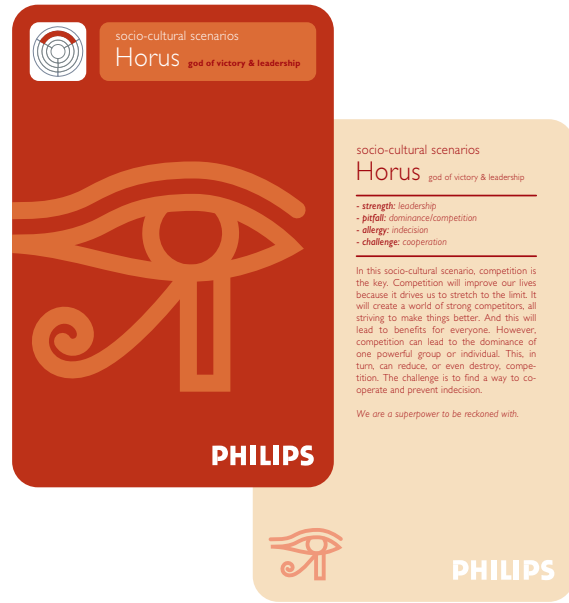 socio-cultural scenarios
Horus god of victory & leadership
PHILIPS
socio-cultural scenarios
Horus god of victory & leadership
- strength: leadership
- pitfall: dominance/competition
- allergy: indecision
- challenge: cooperation
In this socio-cultural scenario, competition is
the key. Competition will improve our lives
because it drives us to stretch to the limit. It
will create a world of strong competitors, all
striving to make things better. And this will
lead to benefits for everyone. However,
competition can lead to the dominance of
one powerful group or individual. This, in
turn, can reduce, or even destroy, compe-
tition. The challenge is to find a way to co-
operate and prevent indecision.
We are a superpower to be reckoned with.
PHILIPS